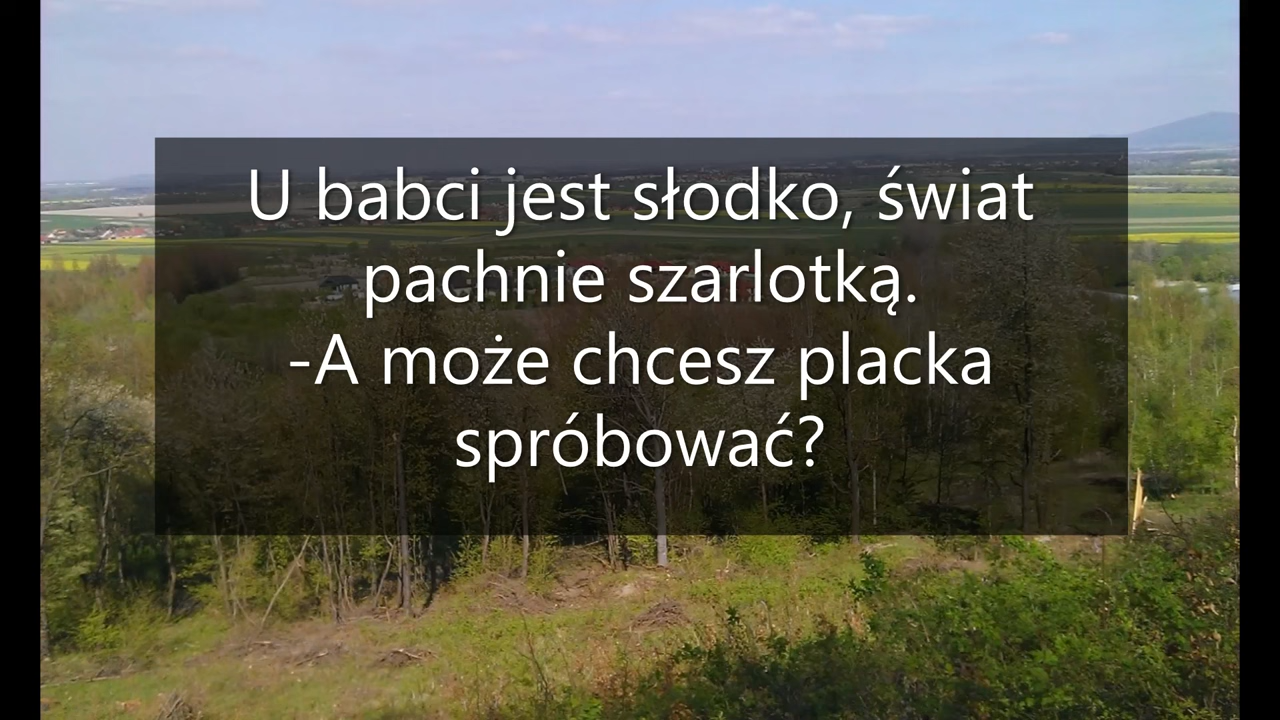 U babci jest słodko, świat
pachnie szarlotką.
-A może chcesz placka
spróbować?